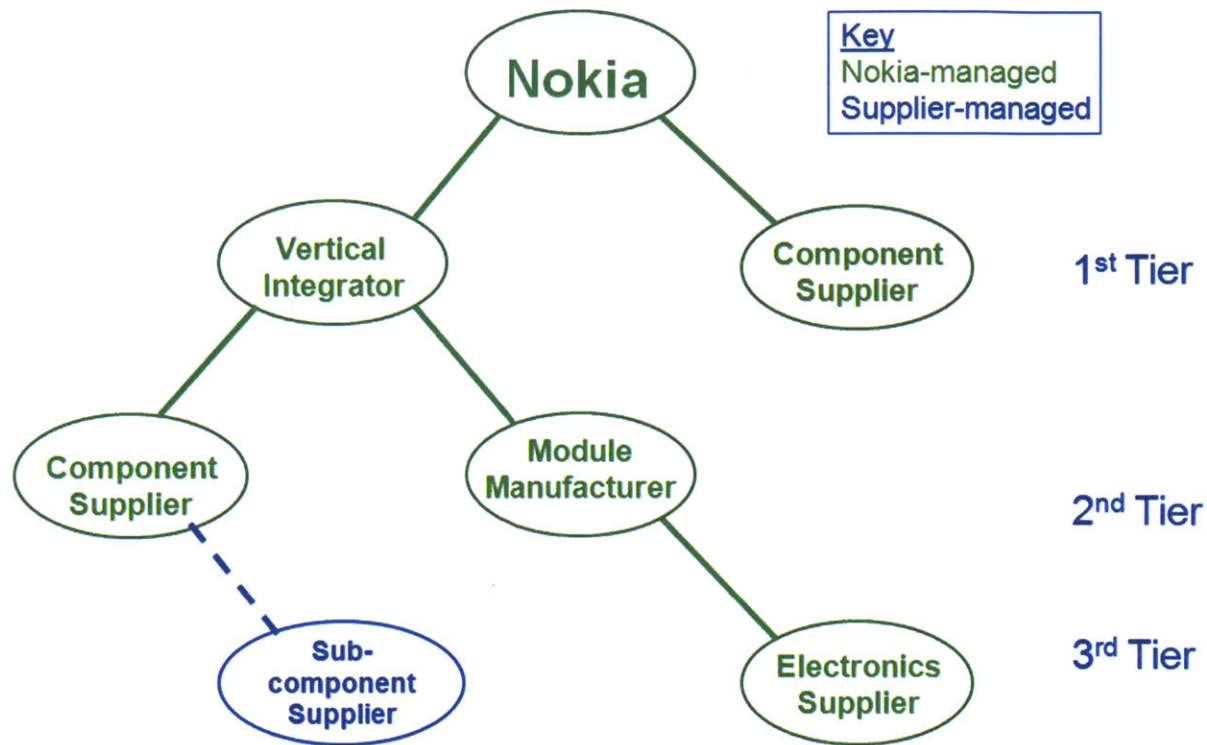 Nokia
Key
Nokia-managed
Supplier-managed
Vertical
Integrator
Component
Supplier
1st Tier
Component
Supplier
Module
Manufacturer
2nd Tier
Sub-
component
Supplier
Electronics
Supplier
3rd Tier